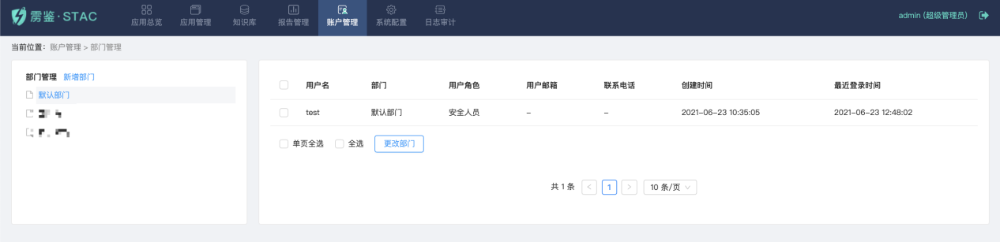 雳鉴·STAC
应用总览 应用管理 知识库 报告管理 账户管理 系统配置 日志审计
admin (超级管理员)
当前位置: 账户管理 > 部门管理
部门管理 新增部门
默认部门
用户名 部门 用户角色 用户邮箱 联系电话 创建时间 最近登录时间
test 默认部门 安全人员 – – 2021-06-23 10:35:05 2021-06-23 12:48:02
单页全选 全选 更改部门
共 1 条 < 1 > 10 条/页